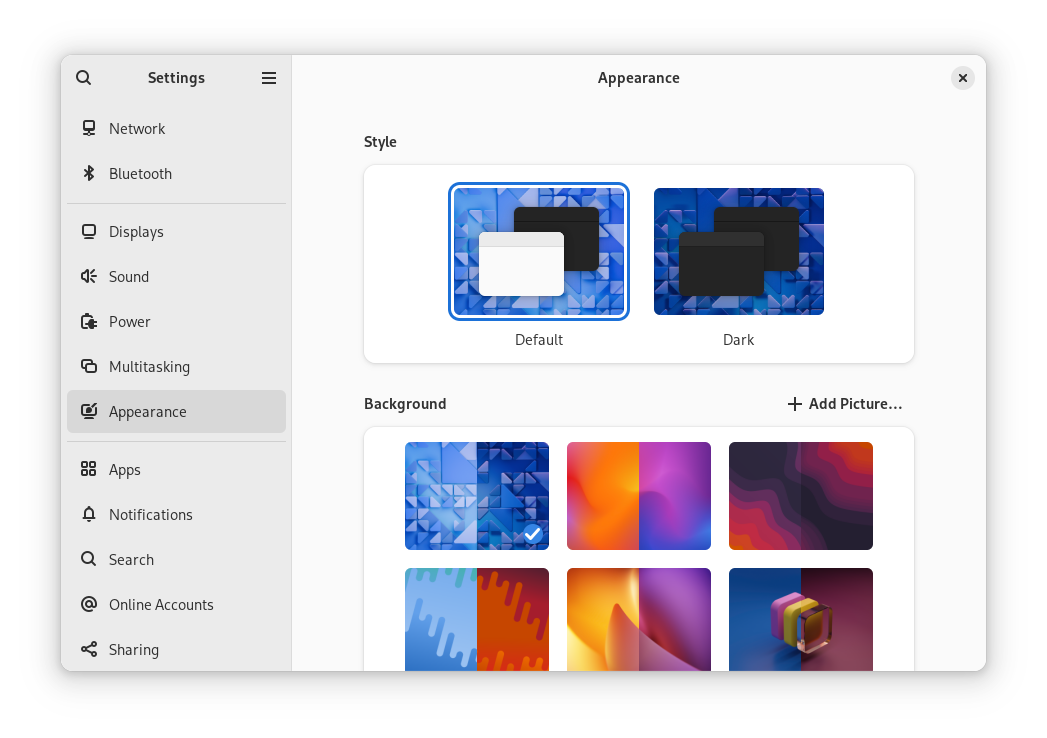 Settings
Network
Bluetooth
Displays
Sound
Power
Multitasking
Appearance
Apps
Notifications
Search
Online Accounts
Sharing
Appearance
Style
Default
Dark
Background
Add Picture…